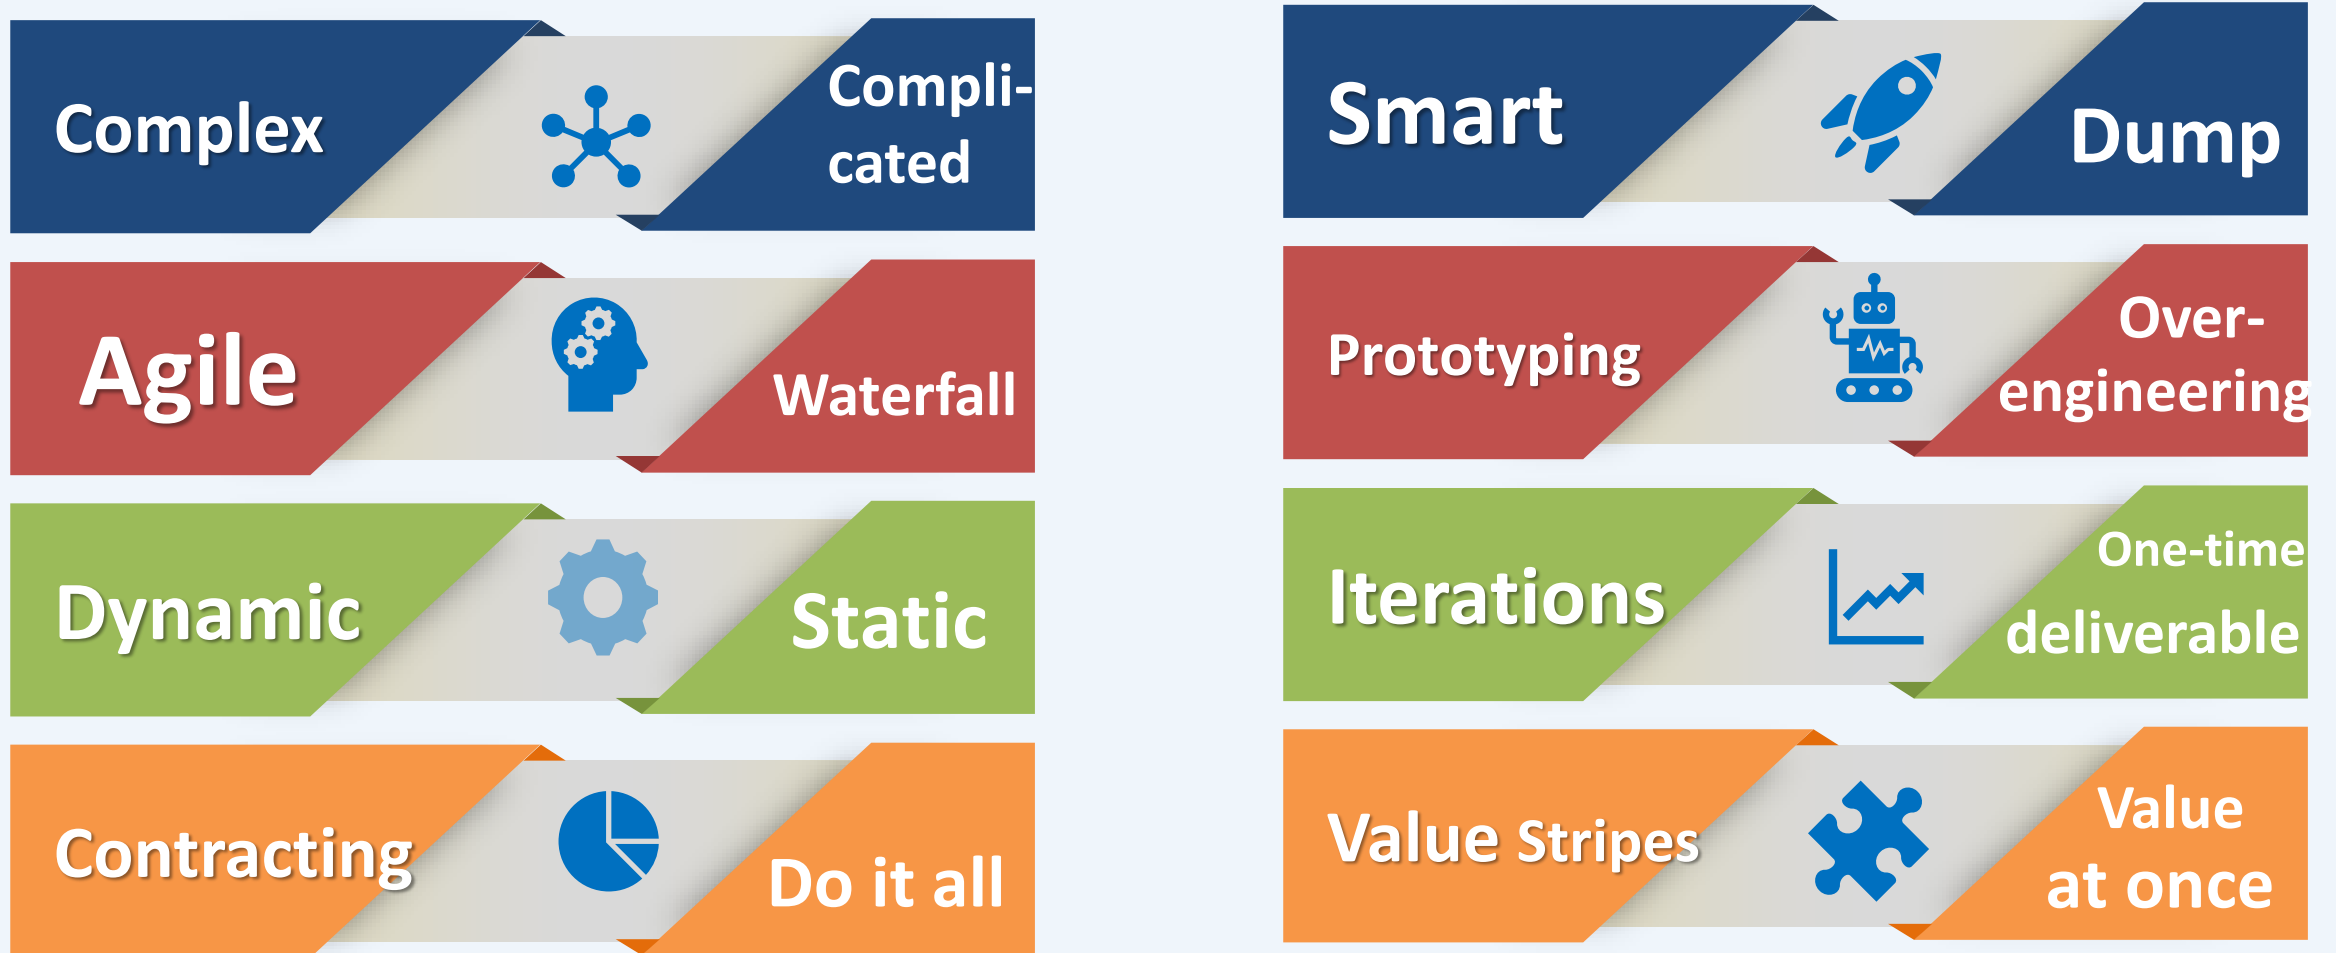 Complex
Compli-
cated
Agile
Waterfall
Dynamic
Static
Contracting
Do it all
Smart
Dump
Prototyping
Over-
engineering
Iterations
One-time
deliverable
Value Stripes
Value
at once